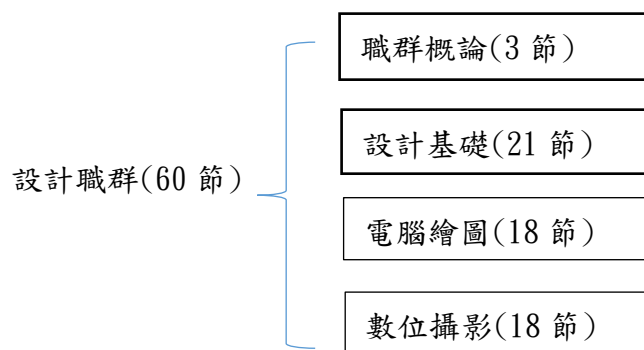 職群概論(3 節)
設計基礎(21 節)
設計職群(60 節)
電腦繪圖(18 節)
數位攝影(18 節)